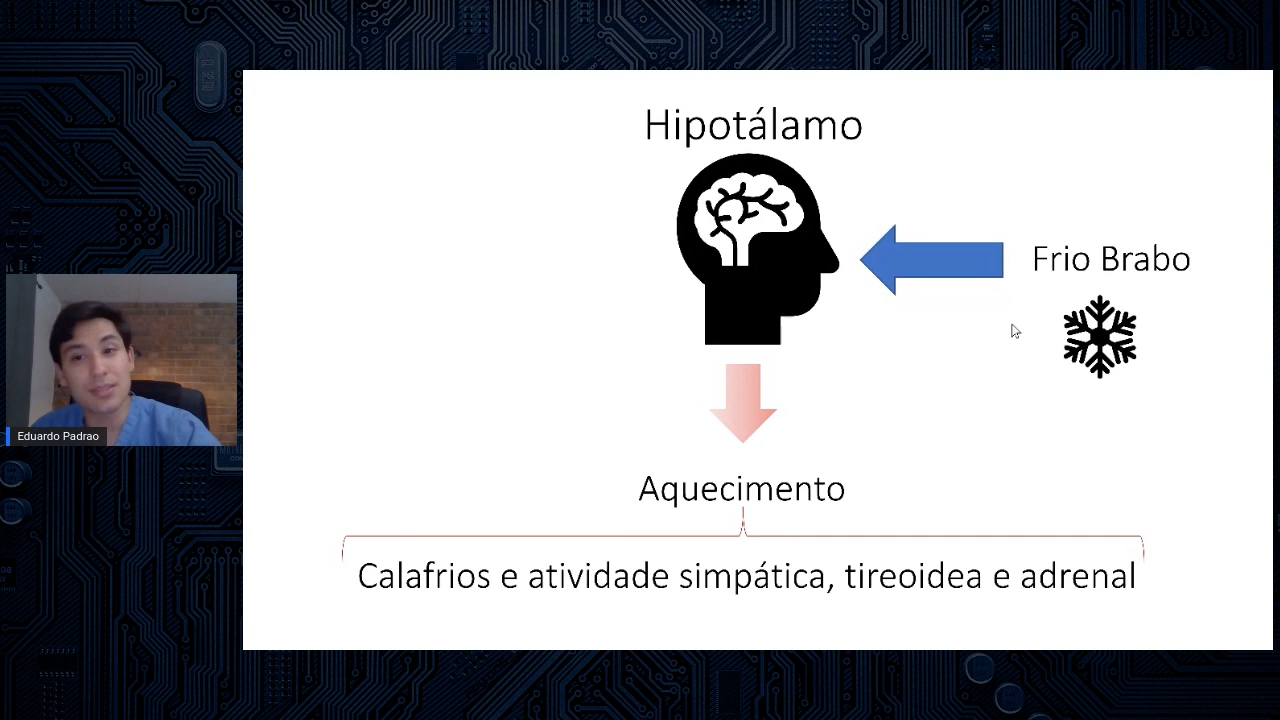 Hipotálamo
Frio Brabo
Eduardo Padrao
Aquecimento
Calafrios e atividade simpática, tireoidea e adrenal